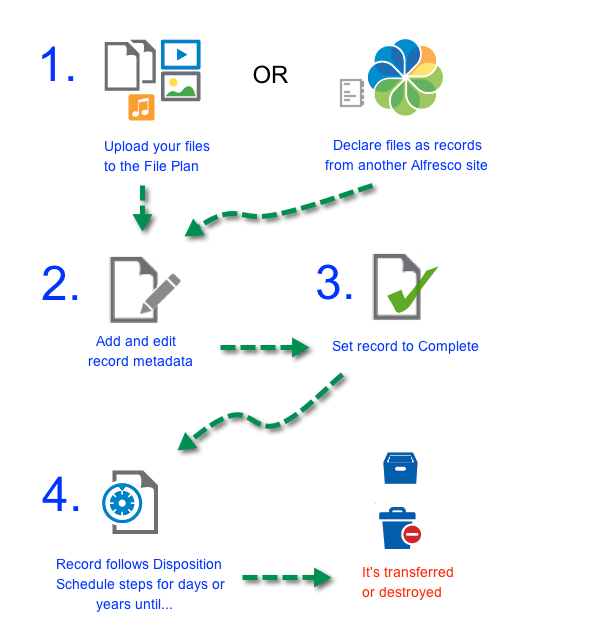 1.
OR
Upload your files
to the File Plan
Declare files as records
from another Alfresco site
2.
Add and edit
record metadata
3.
Set record to Complete
4.
Record follows Disposition
Schedule steps for days or
years until...
It's transferred
or destroyed